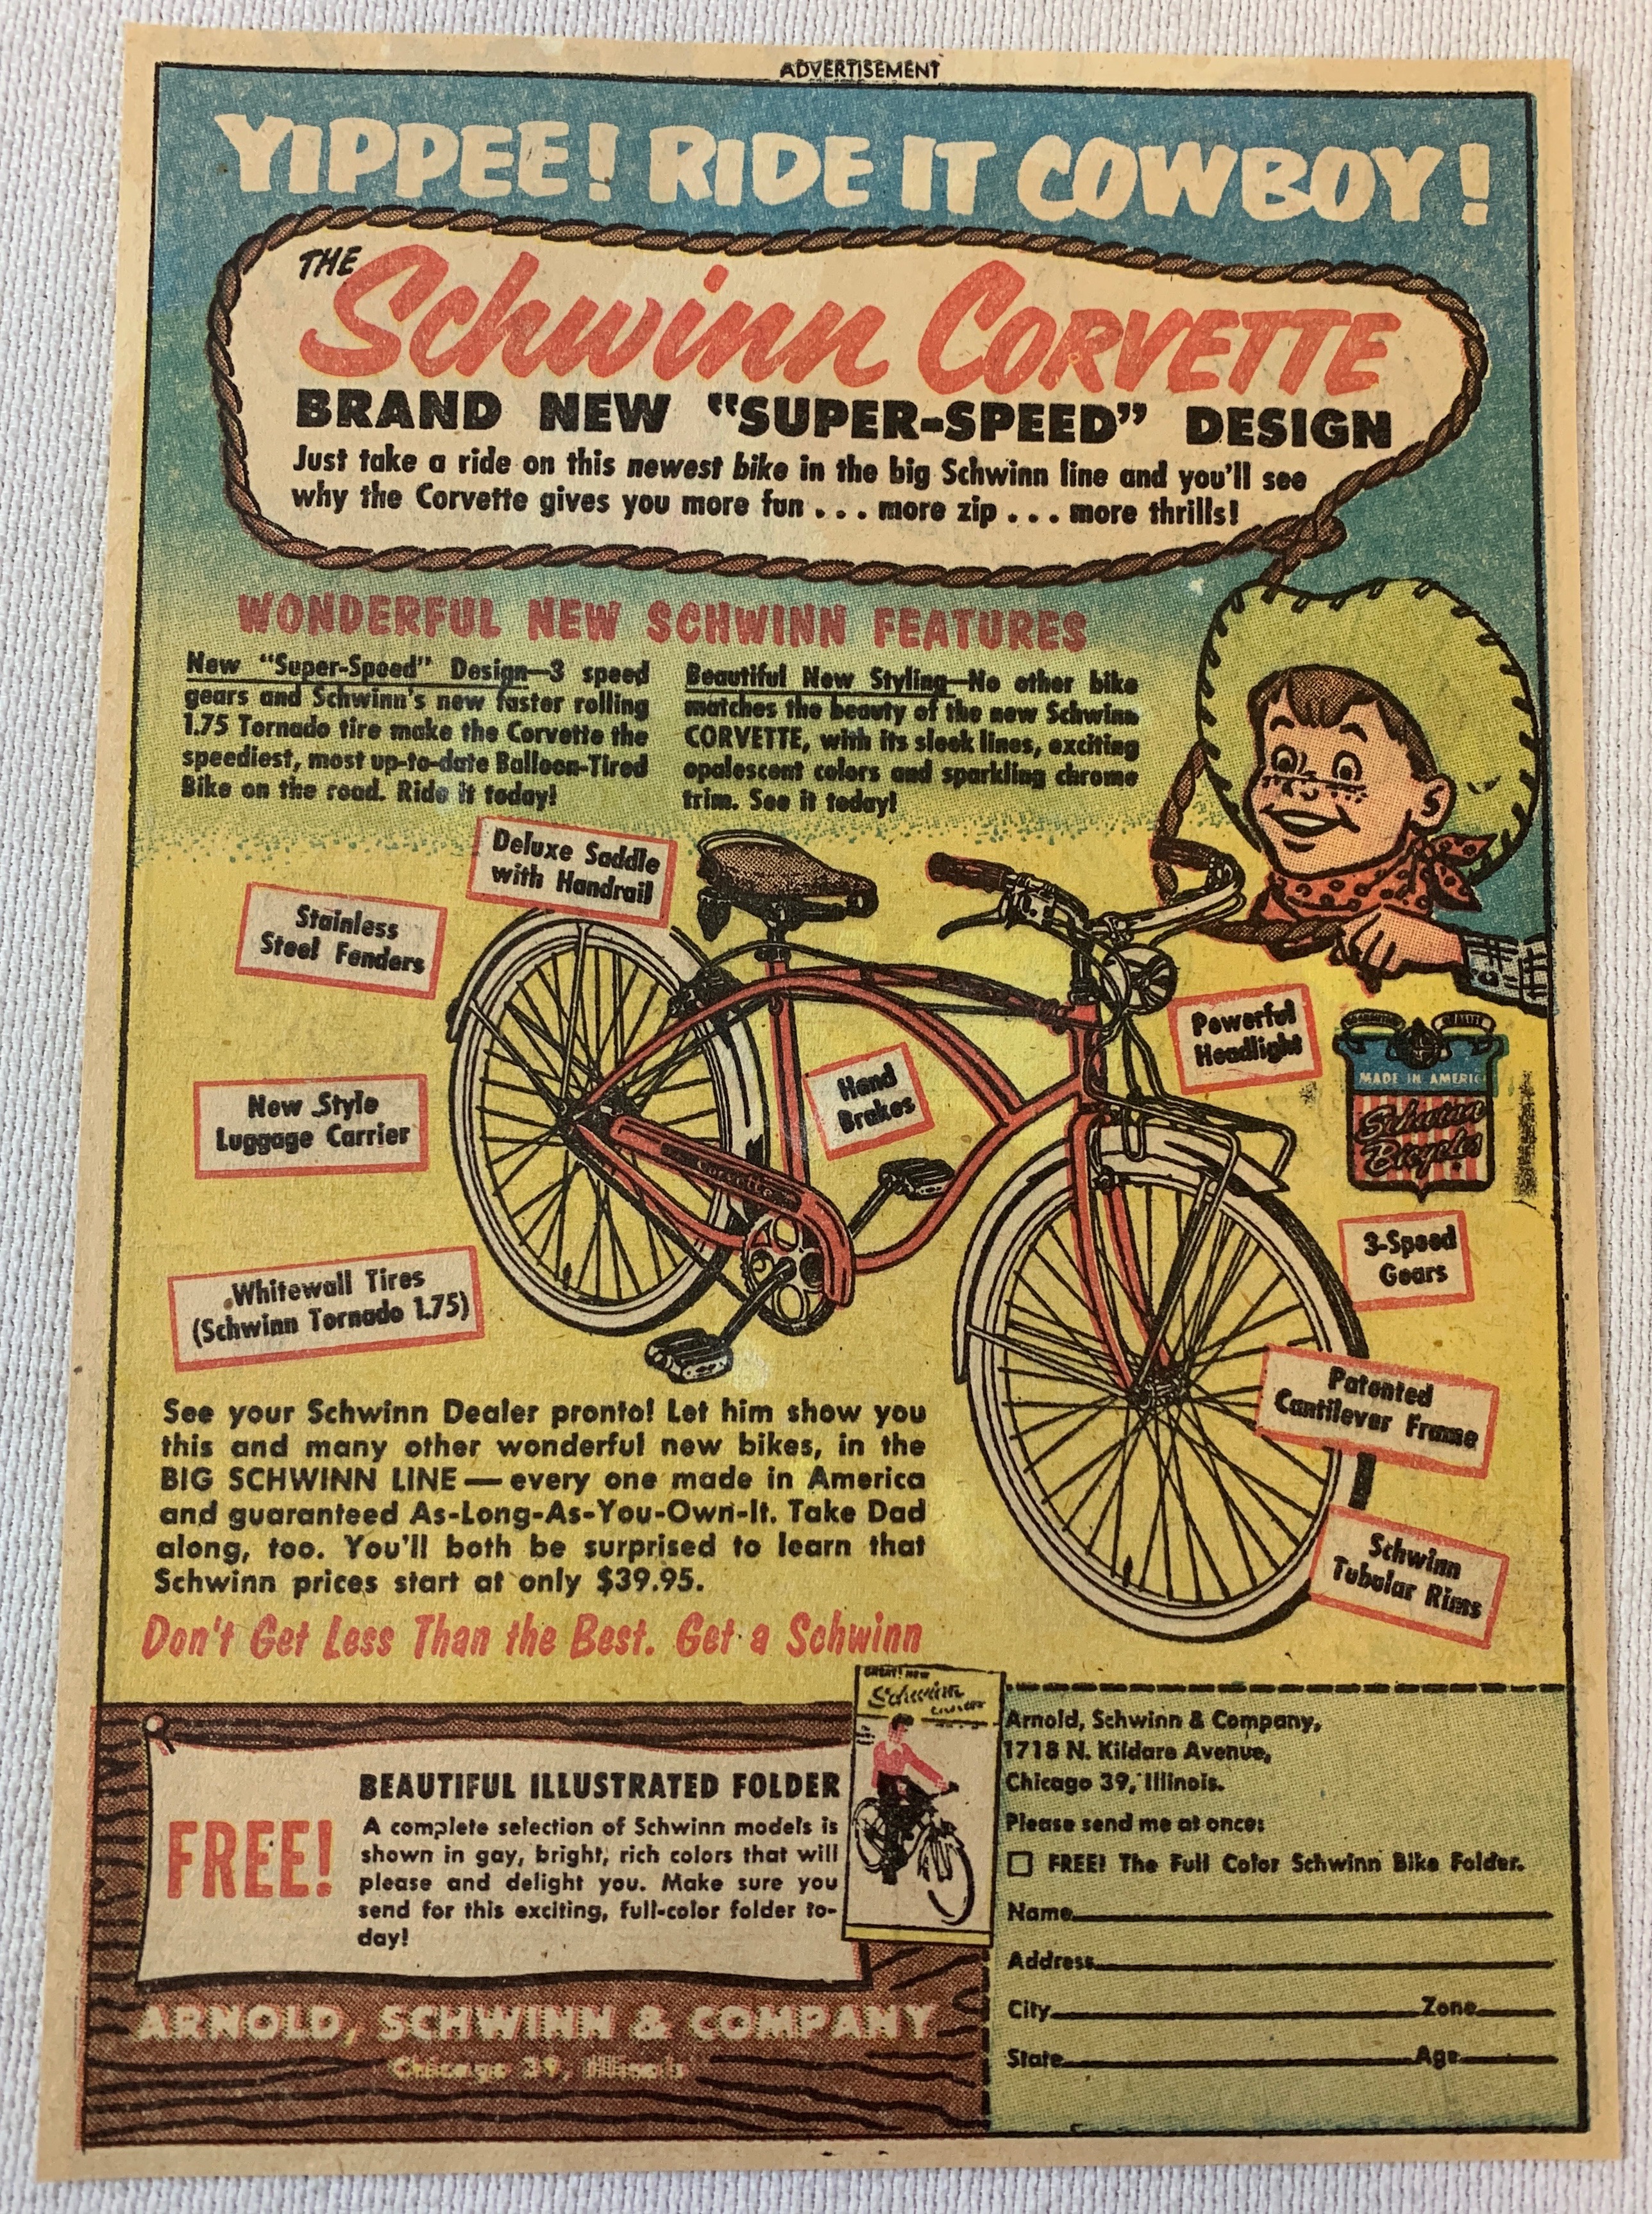 ADVERTISEMENT
YIPPEE! RIDE IT COWBOY!
THE
Schwinn CORVETTE
BRAND NEW "SUPER-SPEED" DESIGN
Just take a ride on this newest bike in the big Schwinn line and you'll see
why the Corvette gives you more fun . . . more zip . . . more thrills!
WONDERFUL NEW SCHWINN FEATURES
New "Super-Speed" Design—3 speed
gears and Schwinn's new faster rolling
1.75 Tornado tire make the Corvette the
speediest, most up-to-date Balloon-Tired
Bike on the road. Ride it today!
Beautiful New Styling—No other bike
matches the beauty of the new Schwinn
CORVETTE, with its sleek lines, exciting
opalescent colors and sparkling chrome
trim. See it today!
Deluxe Saddle
with Handrail
Stainless
Steel Fenders
Powerful
Headlight
MADE IN AMERIC
Schwinn
Bicycles
Hand
Brakes
New Style
Luggage Carrier
3-Speed
Gears
Whitewall Tires
(Schwinn Tornado 1.75)
Patented
Cantilever Frame
Schwinn
Tubular Rims
See your Schwinn Dealer pronto! Let him show you
this and many other wonderful new bikes, in the
BIG SCHWINN LINE — every one made in America
and guaranteed As-Long-As-You-Own-It. Take Dad
along, too. You'll both be surprised to learn that
Schwinn prices start at only $39.95.
Don't Get Less Than the Best. Get a Schwinn
FREE!
BEAUTIFUL ILLUSTRATED FOLDER
A complete selection of Schwinn models is
shown in gay, bright, rich colors that will
please and delight you. Make sure you
send for this exciting, full-color folder to-
day!
GREAT! NEW
Schwinn
ARNOLD, SCHWINN & COMPANY
Chicago 39, Illinois
Arnold, Schwinn & Company,
1718 N. Kildare Avenue,
Chicago 39, Illinois.
Please send me at once:
FREE! The Full Color Schwinn Bike Folder.
Name
Address
City Zone
State Age